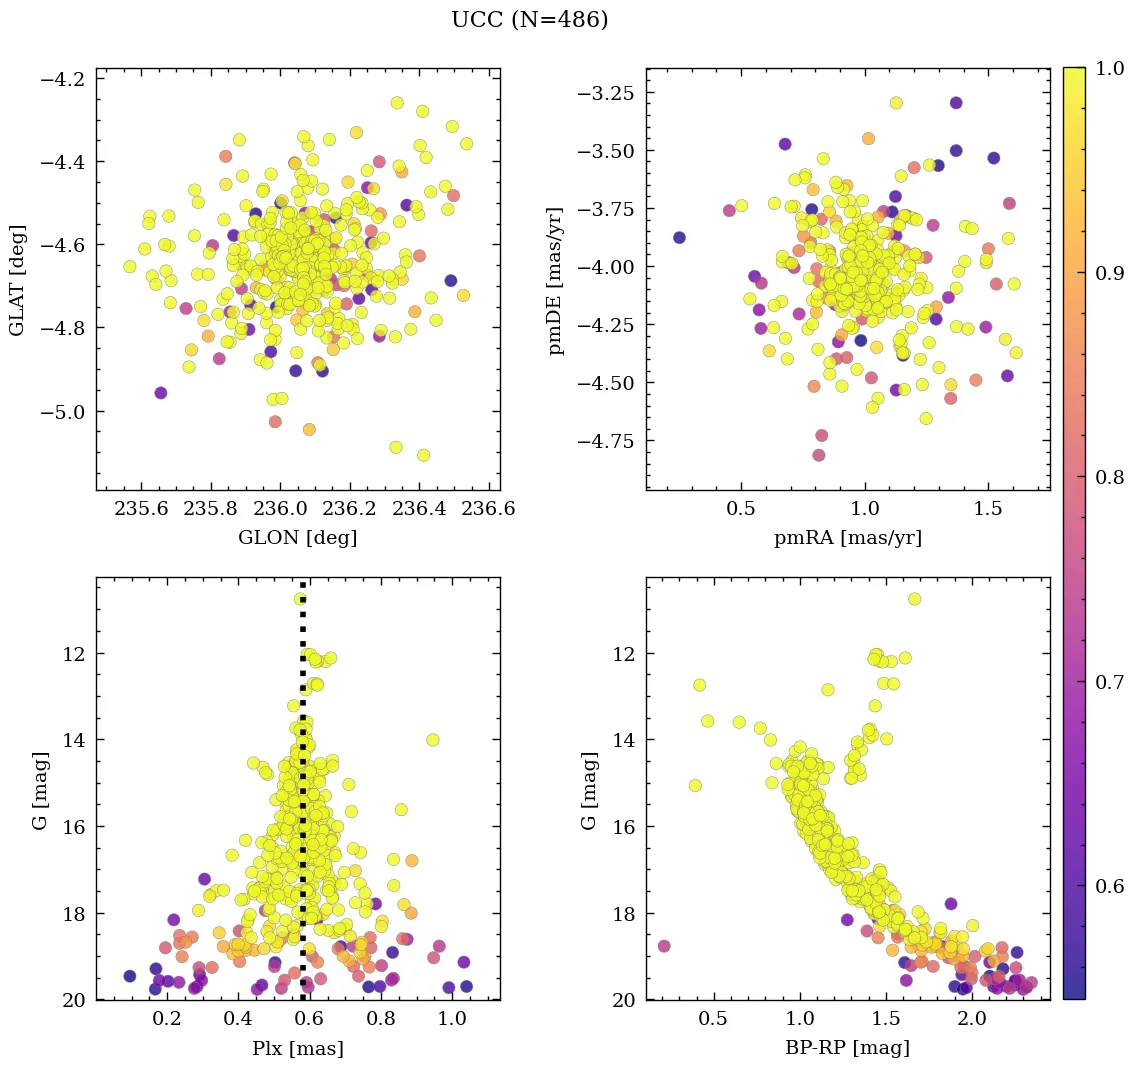 UCC (N=486)
−4.2
−4.4
−4.6
−4.8
−5.0
GLAT [deg]
235.6 235.8 236.0 236.2 236.4 236.6
GLON [deg]
−3.25
−3.50
−3.75
−4.00
−4.25
−4.50
−4.75
pmDE [mas/yr]
0.5 1.0 1.5
pmRA [mas/yr]
1.0
0.9
0.8
0.7
0.6
12
14
16
18
20
G [mag]
0.2 0.4 0.6 0.8 1.0
Plx [mas]
12
14
16
18
20
G [mag]
0.5 1.0 1.5 2.0
BP-RP [mag]